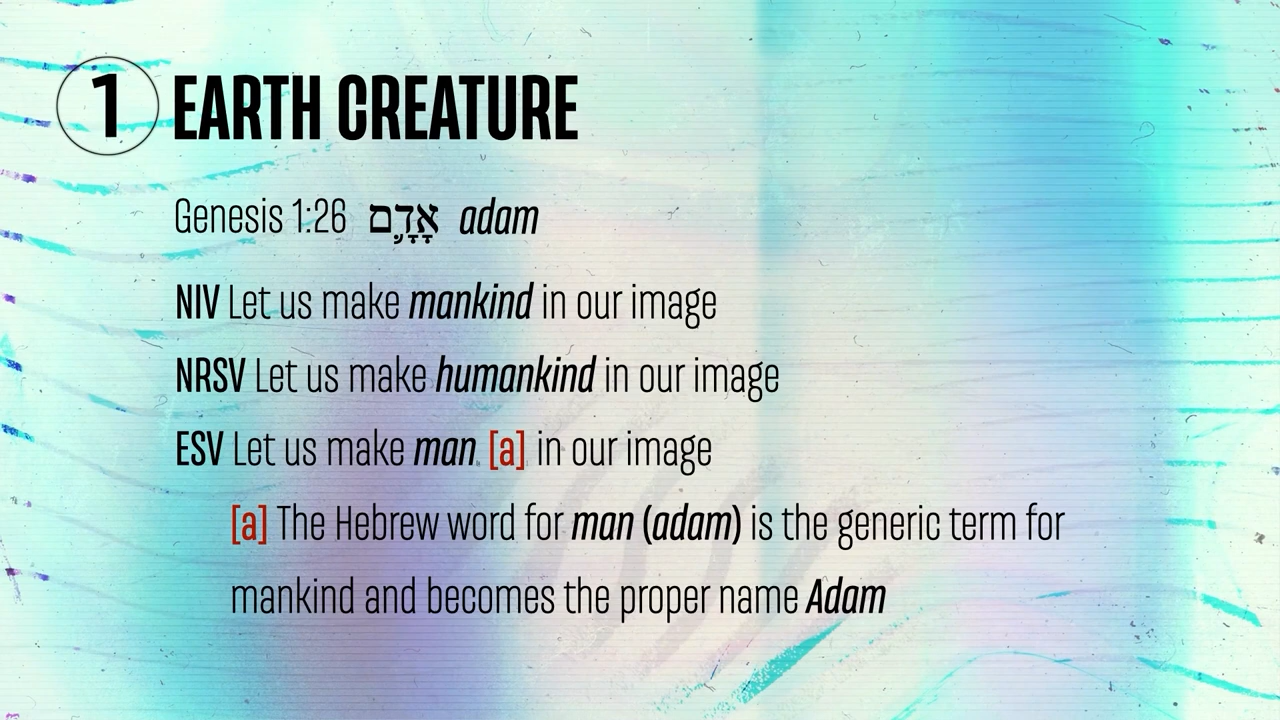 1 EARTH CREATURE
Genesis 1:26 אָדָ֛ם adam
NIV Let us make mankind in our image
NRSV Let us make humankind in our image
ESV Let us make man [a] in our image
[a] The Hebrew word for man (adam) is the generic term for
mankind and becomes the proper name Adam